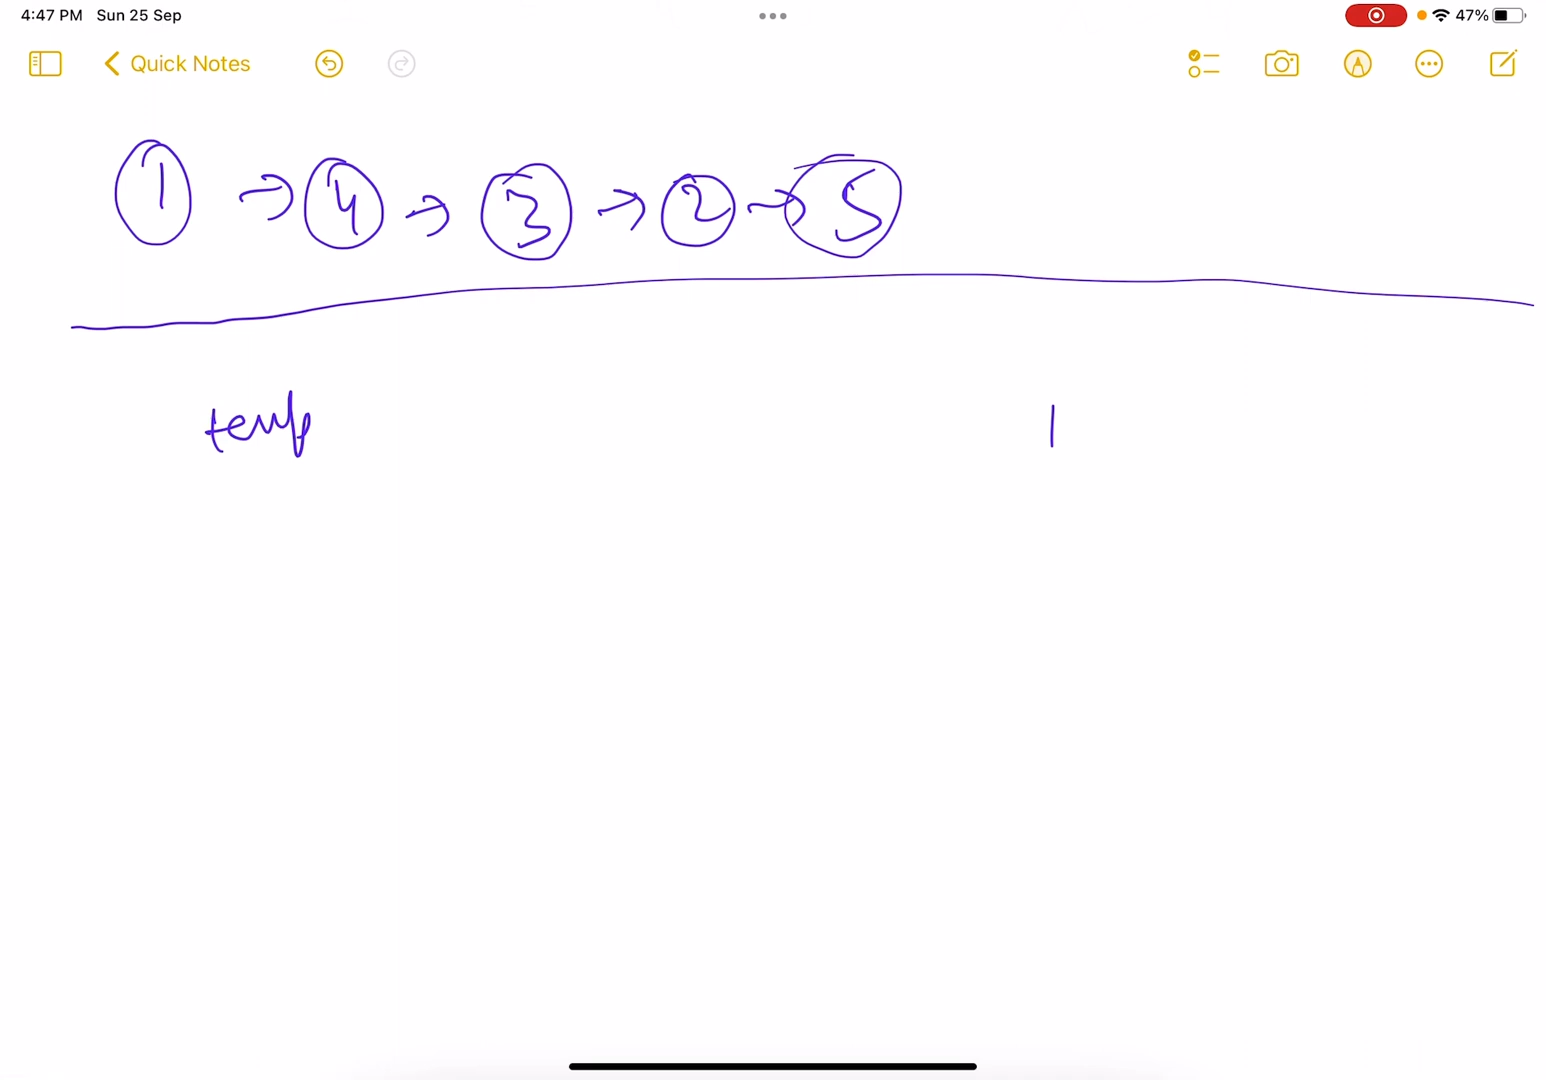 4:47 PM Sun 25 Sep
47%
Quick Notes
1 → 4 → 3 → 2 → 5
temp